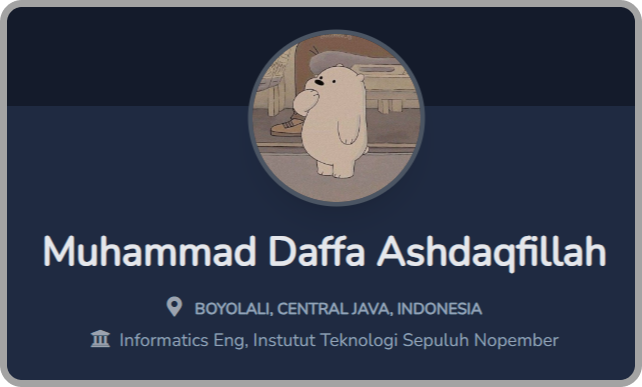 Muhammad Daffa Ashdaqfillah
BOYOLALI, CENTRAL JAVA, INDONESIA
Informatics Eng, Instutut Teknologi Sepuluh Nopember